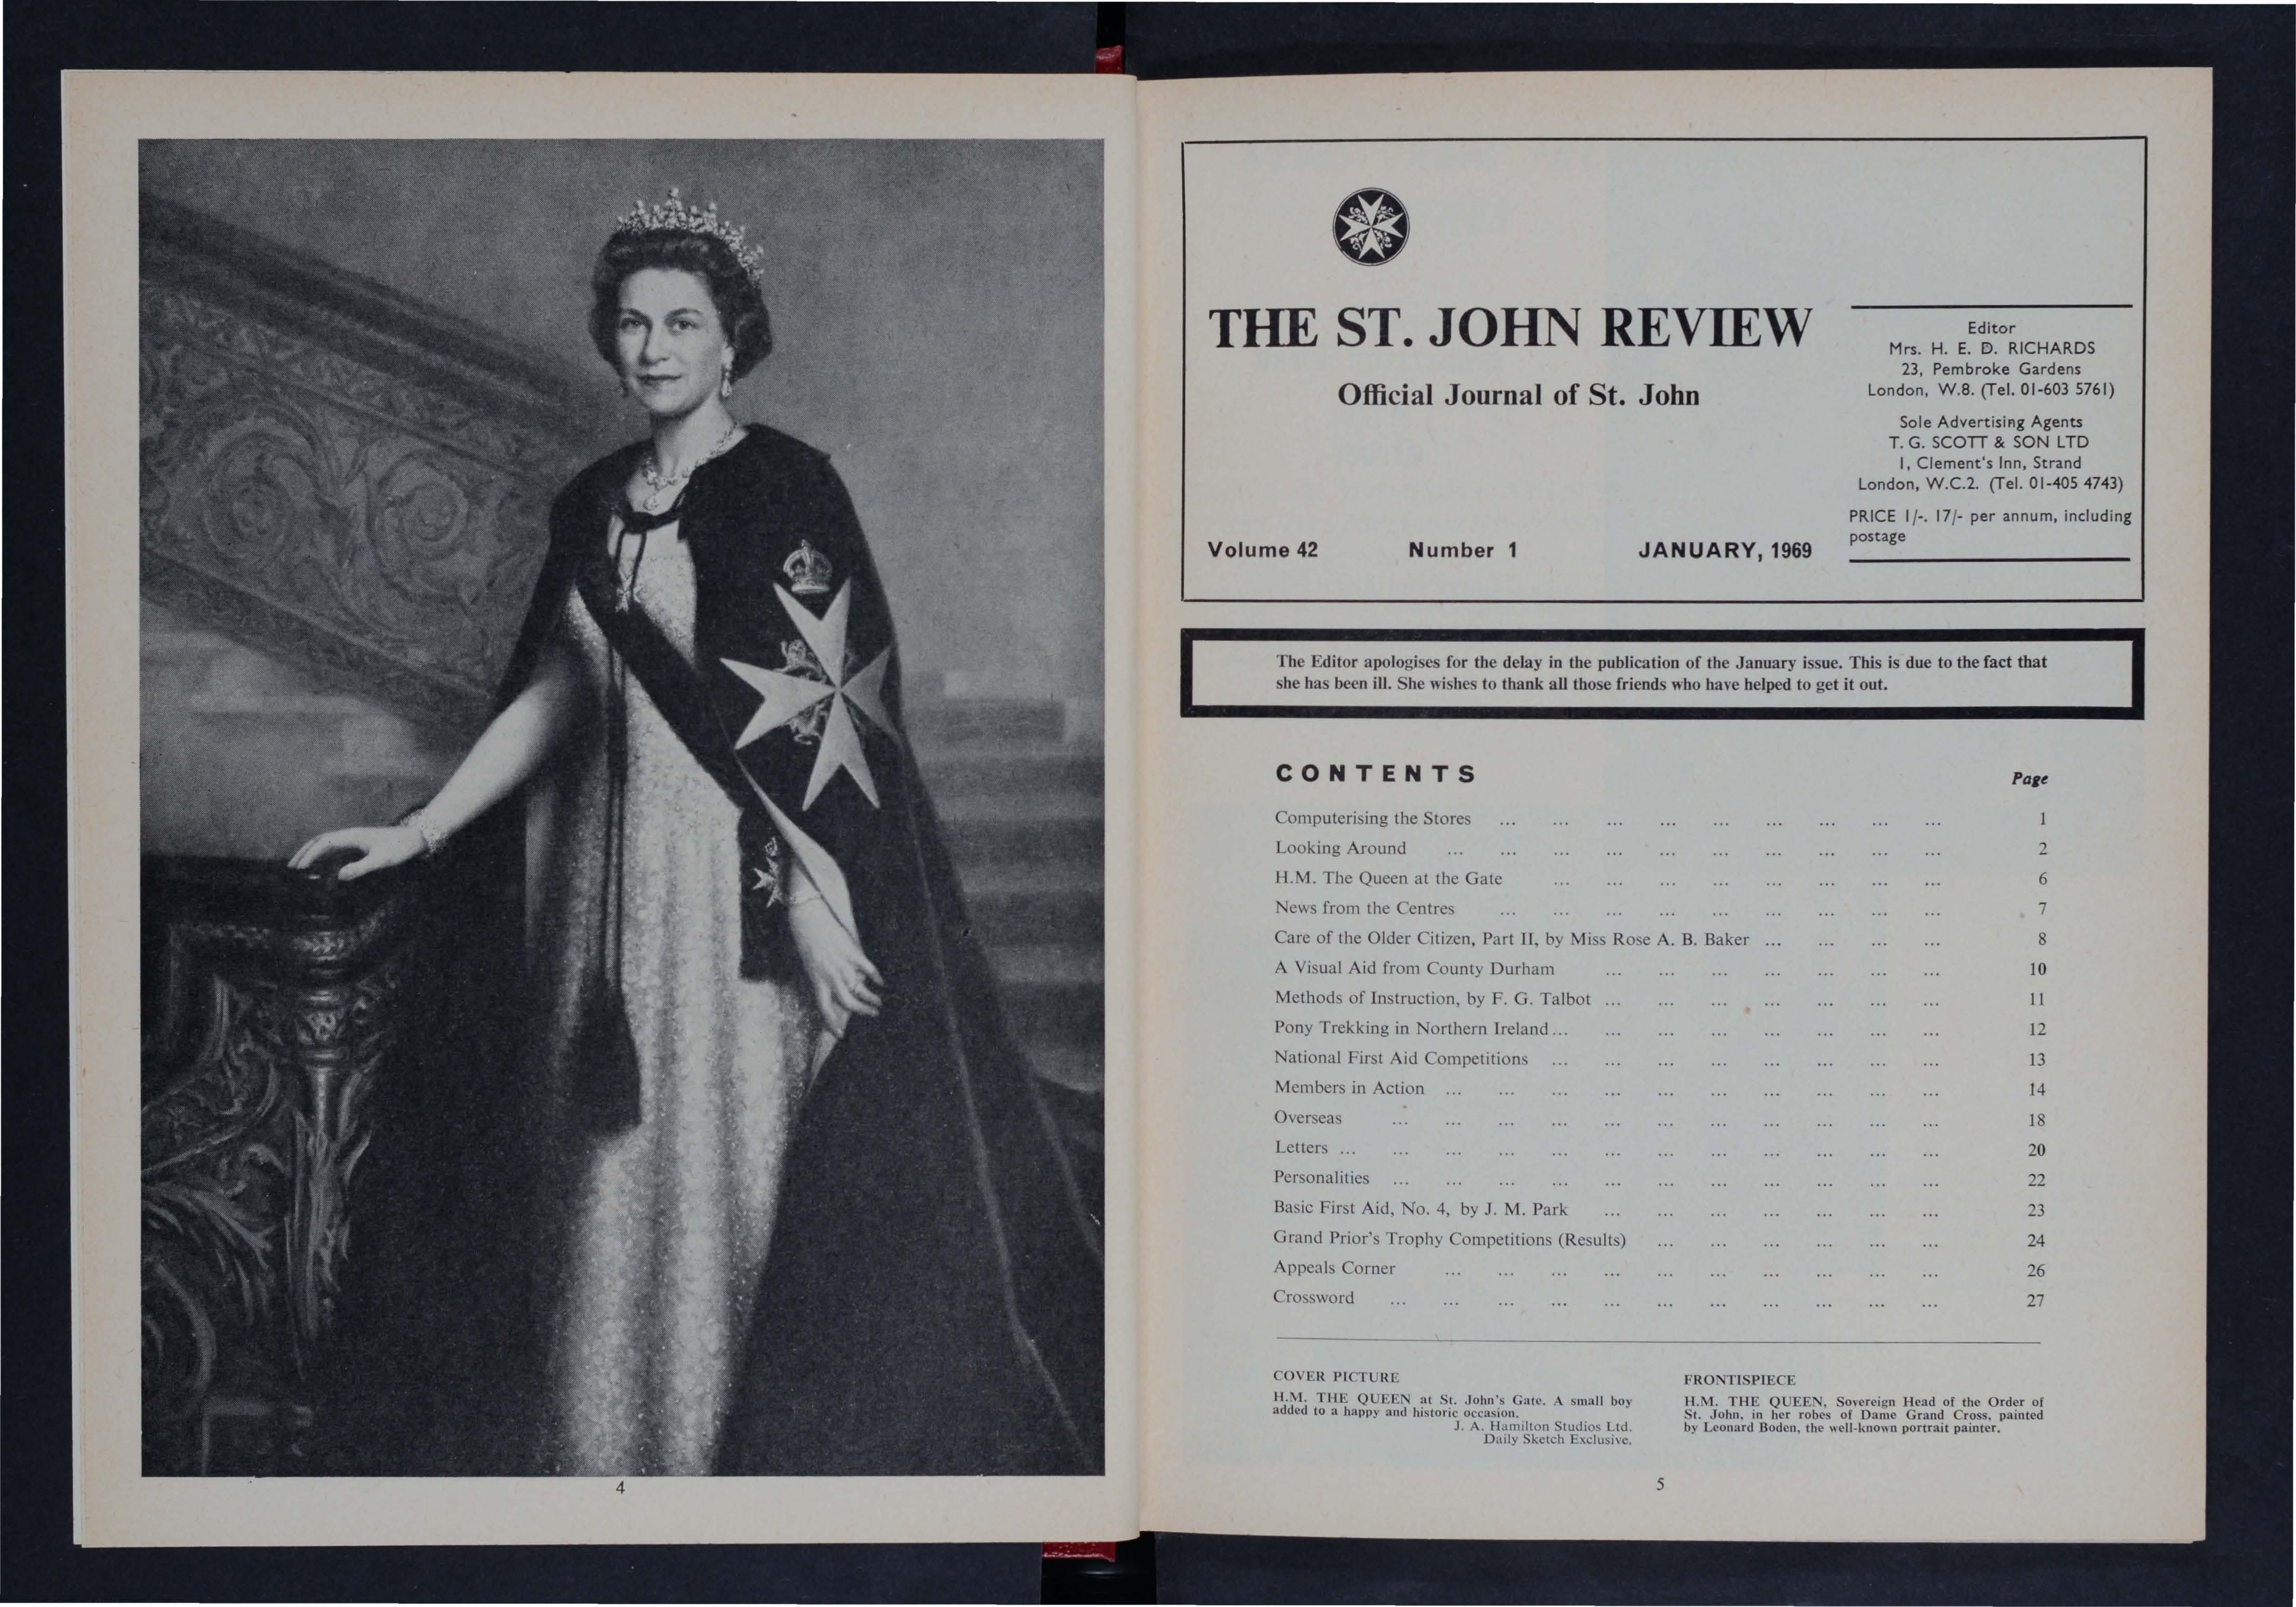 4
THE ST. JOHN REVIEW
Official Journal of St. John
Volume 42 Number 1 JANUARY, 1969
Editor
Mrs. H. E. D. RICHARDS
23, Pembroke Gardens
London, W.8. (Tel. 01-603 5761)
Sole Advertising Agents
T. G. SCOTT & SON LTD
1, Clement's Inn, Strand
London, W.C.2. (Tel. 01-405 4743)
PRICE 1/-. 17/- per annum, including
postage
The Editor apologises for the delay in the publication of the January issue. This is due to the fact that
she has been ill. She wishes to thank all those friends who have helped to get it out.
CONTENTS Page
Computerising the Stores ... ... ... ... ... ... ... ... ... 1
Looking Around ... ... ... ... ... ... ... ... ... ... 2
H.M. The Queen at the Gate ... ... ... ... ... ... ... ... 6
News from the Centres ... ... ... ... ... ... ... ... ... 7
Care of the Older Citizen, Part II, by Miss Rose A. B. Baker ... ... ... ... 8
A Visual Aid from County Durham ... ... ... ... ... ... ... 10
Methods of Instruction, by F. G. Talbot ... ... ... ... ... ... ... 11
Pony Trekking in Northern Ireland ... ... ... ... ... ... ... ... 12
National First Aid Competitions ... ... ... ... ... ... ... ... 13
Members in Action ... ... ... ... ... ... ... ... ... ... 14
Overseas ... ... ... ... ... ... ... ... ... ... ... 18
Letters ... ... ... ... ... ... ... ... ... ... ... ... 20
Personalities ... ... ... ... ... ... ... ... ... ... ... 22
Basic First Aid, No. 4, by J. M. Park ... ... ... ... ... ... ... 23
Grand Prior's Trophy Competitions (Results) ... ... ... ... ... ... 24
Appeals Corner ... ... ... ... ... ... ... ... ... ... 26
Crossword ... ... ... ... ... ... ... ... ... ... ... 27
COVER PICTURE
H.M. THE QUEEN at St. John's Gate. A small boy
added to a happy and historic occasion.
J. A. Hamilton Studios Ltd.
Daily Sketch Exclusive.
FRONTISPIECE
H.M. THE QUEEN, Sovereign Head of the Order of
St. John, in her robes of Dame Grand Cross, painted
by Leonard Boden, the well-known portrait painter.
5